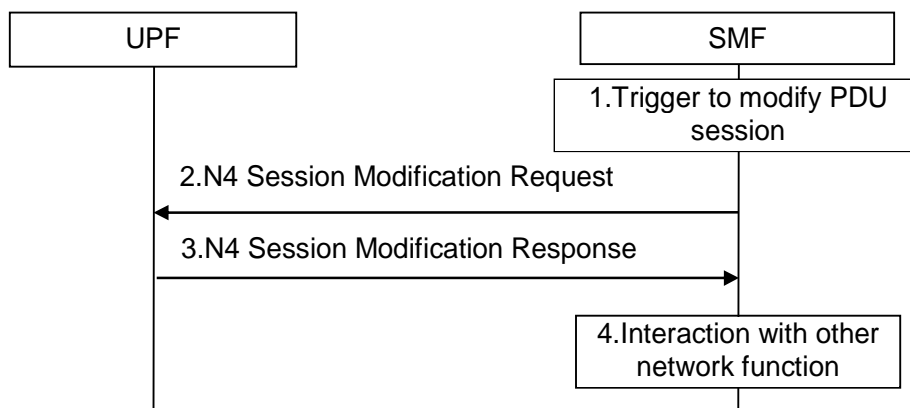 UPF
SMF
1.Trigger to modify PDU
session
2.N4 Session Modification Request
3.N4 Session Modification Response
4.Interaction with other
network function